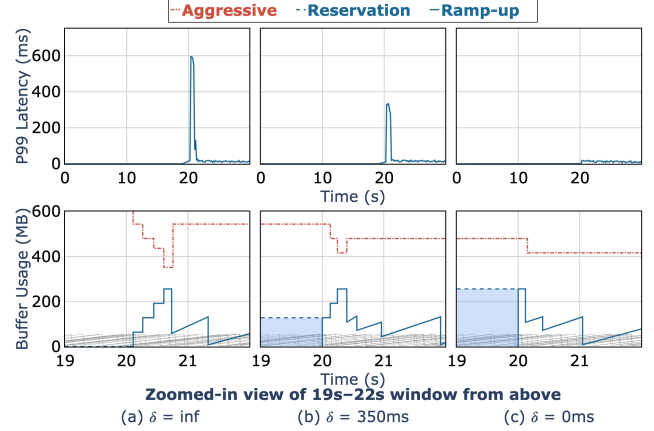 Aggressive Reservation Ramp-up
P99 Latency (ms)
600
400
200
0
0 10 20 0 10 20 0 10 20
Time (s)
Buffer Usage (MB)
600
400
200
0
19 20 21 19 20 21 19 20 21
Time (s)
Zoomed-in view of 19s–22s window from above
(a) δ = inf (b) δ = 350ms (c) δ = 0ms